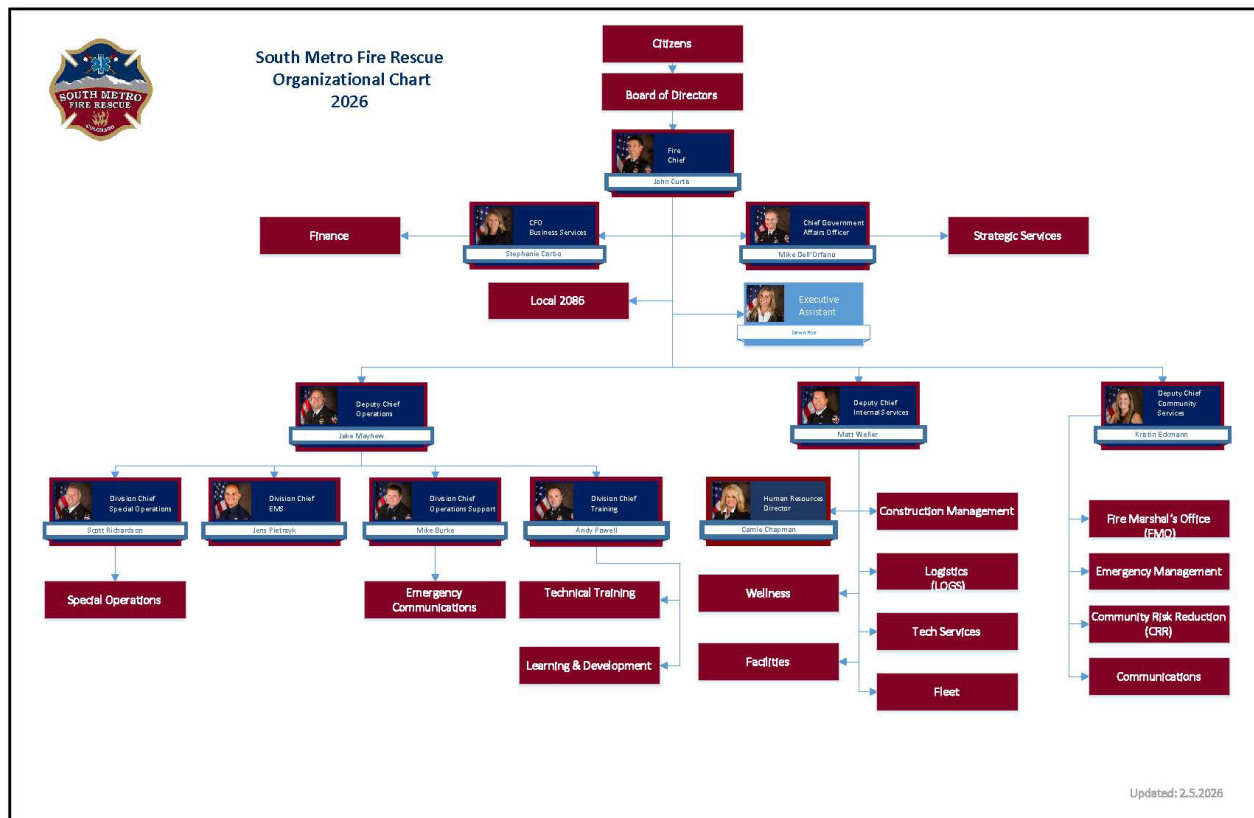 SOUTH METRO
FIRE RESCUE
COLORADO
South Metro Fire Rescue
Organizational Chart
2026
Citizens
Board of Directors
Fire
Chief
John Curtis
CFO
Business Services
Stephanie Corbo
Chief Government
Affairs Officer
Mike Dell'Orfano
Finance
Strategic Services
Local 2086
Executive
Assistant
Dawn Poe
Deputy Chief
Operations
Jake Mayhew
Deputy Chief
Internal Services
Matt Weller
Deputy Chief
Community
Services
Kristin Eckmann
Division Chief
Special Operations
Scott Richardson
Division Chief
EMS
Jens Pietrzyk
Division Chief
Operations Support
Mike Burke
Division Chief
Training
Andy Powell
Human Resources
Director
Camie Chapman
Special Operations
Emergency
Communications
Technical Training
Learning & Development
Wellness
Facilities
Construction Management
Logistics
(LOGS)
Tech Services
Fleet
Fire Marshal's Office
(FMO)
Emergency Management
Community Risk Reduction
(CRR)
Communications
Updated: 2.5.2026